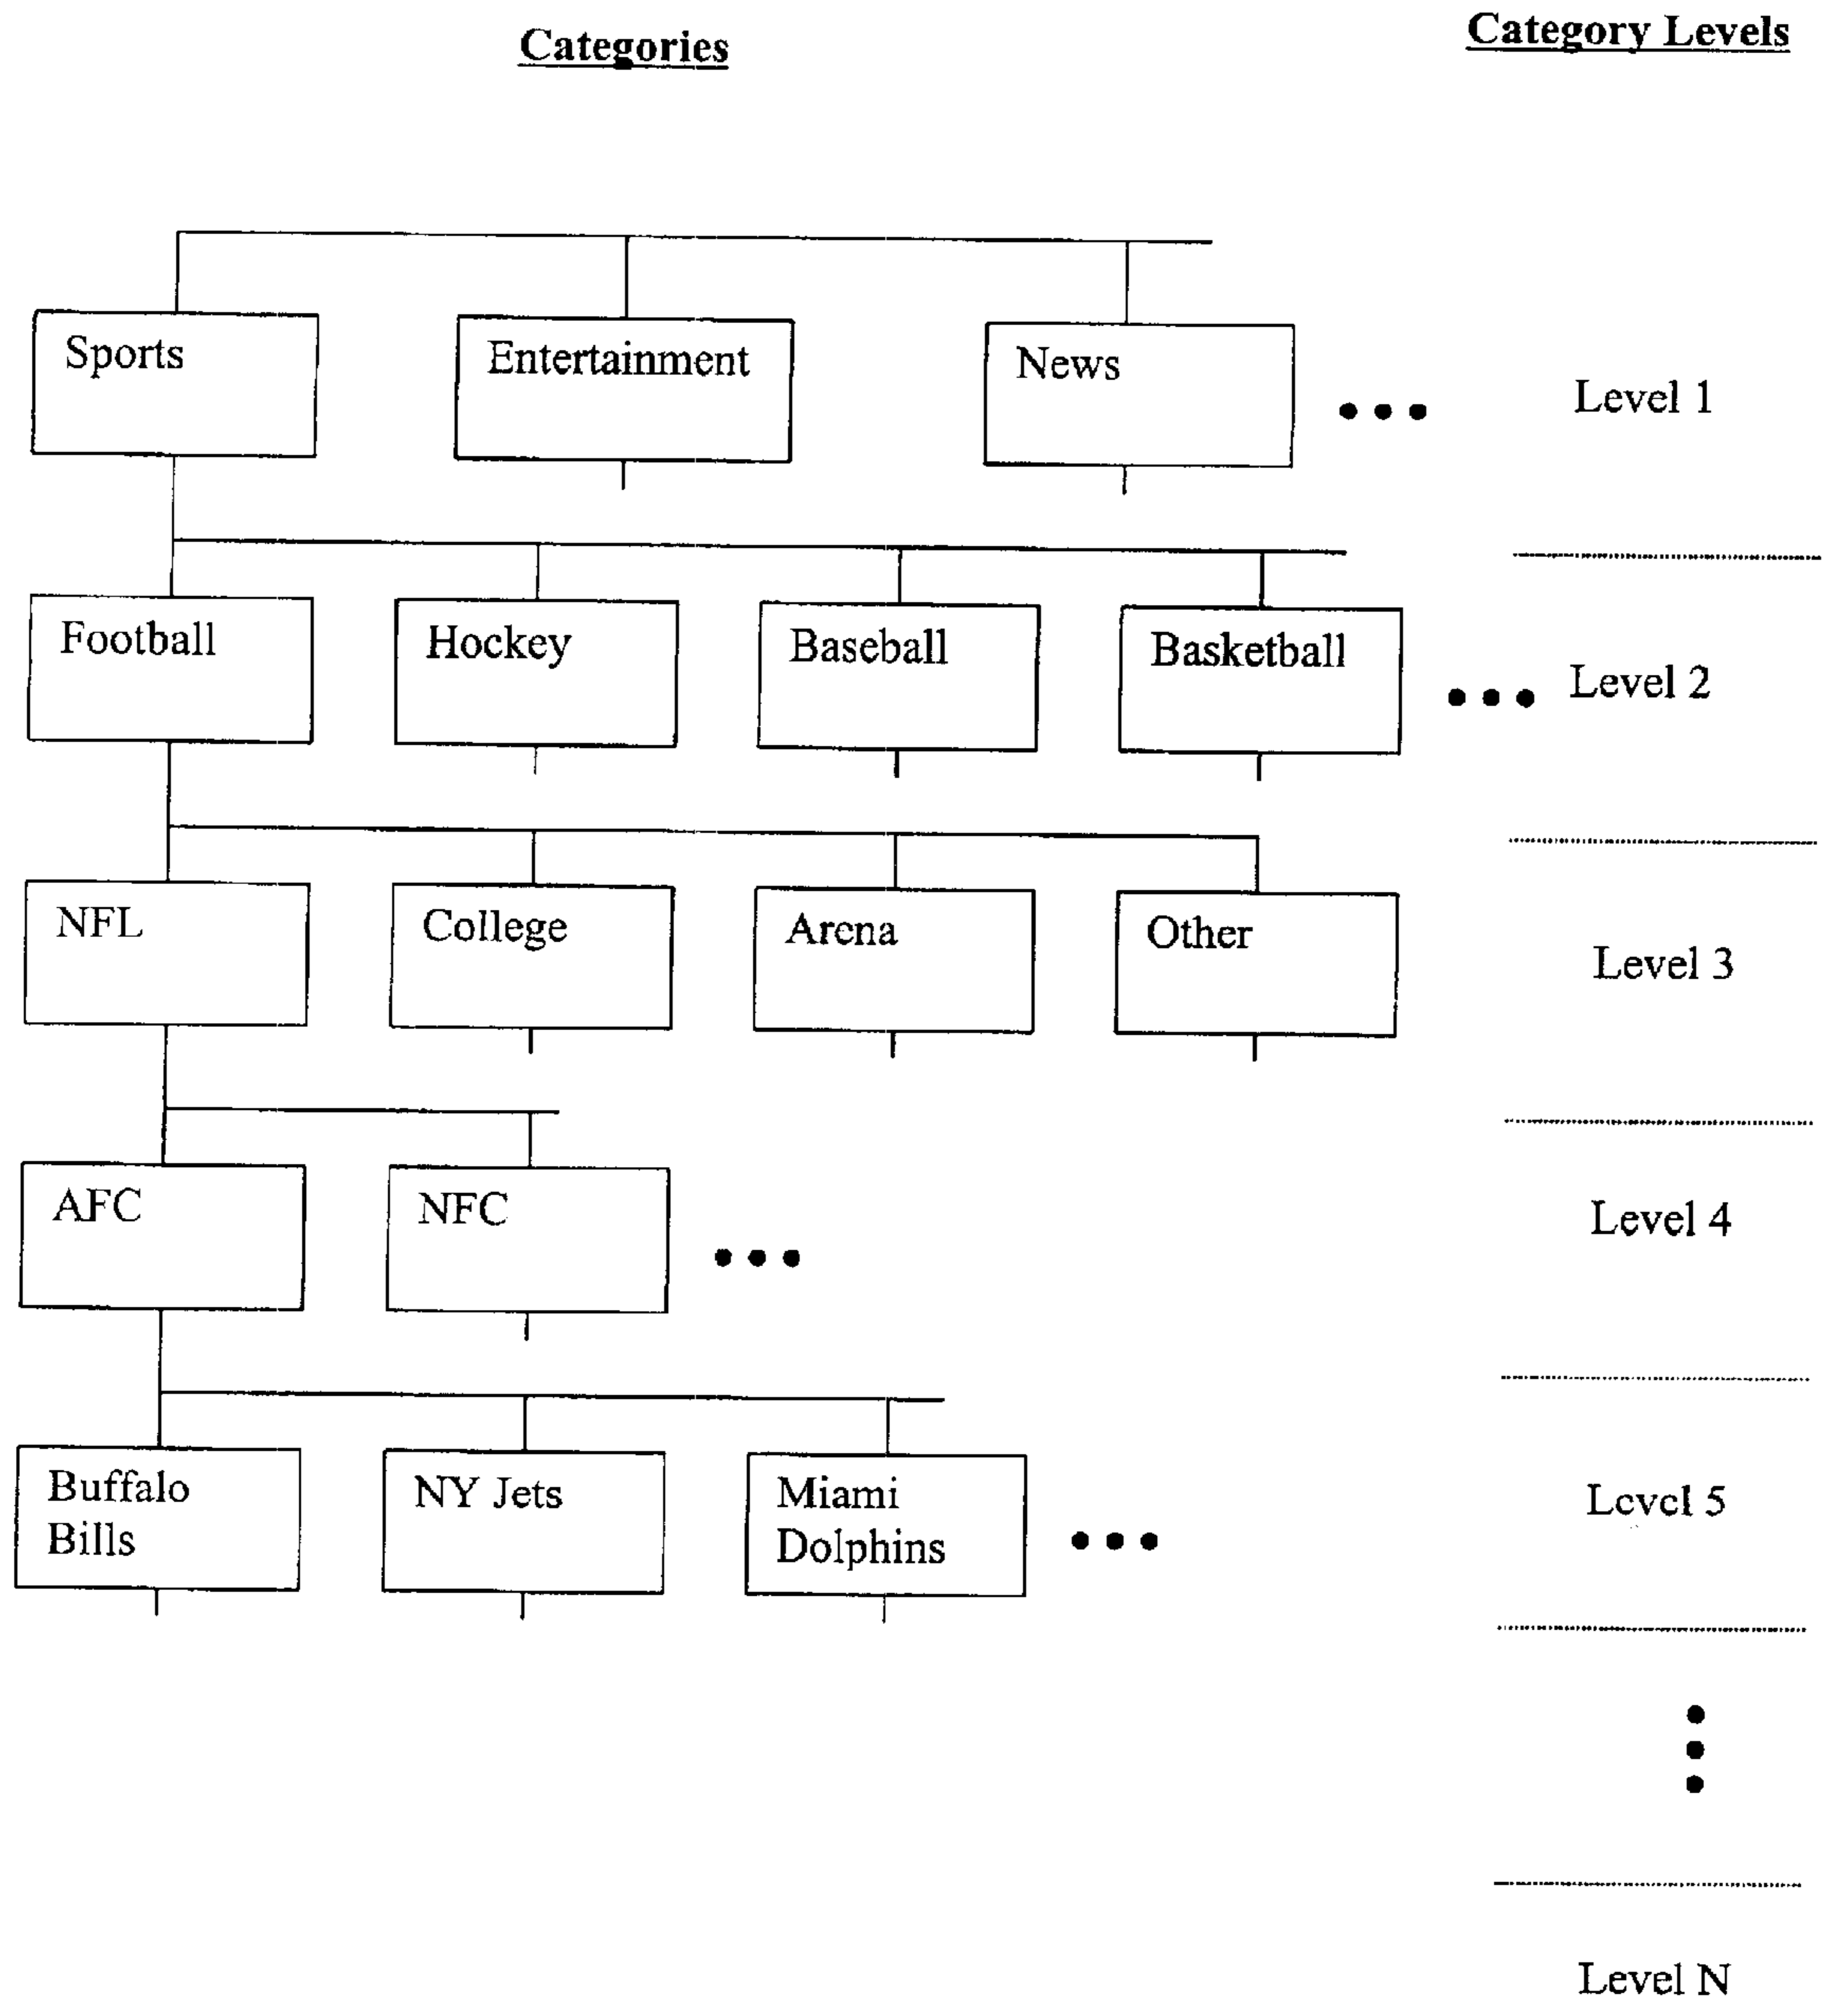 Categories
Category Levels
Sports
Entertainment
News
Level 1
Football
Hockey
Baseball
Basketball
Level 2
NFL
College
Arena
Other
Level 3
AFC
NFC
Level 4
Buffalo
Bills
NY Jets
Miami
Dolphins
Level 5
Level N